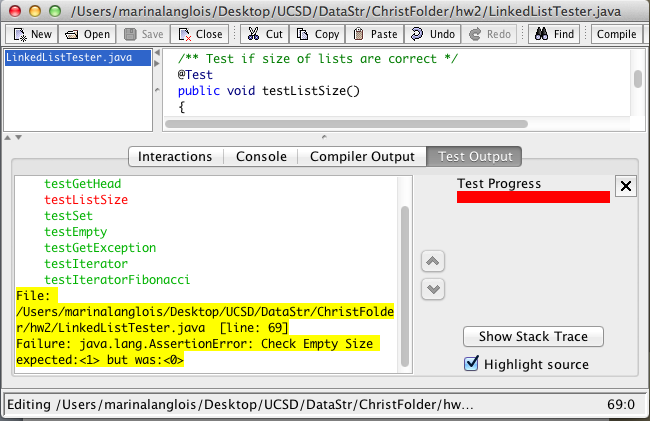 /Users/marinalanglois/Desktop/UCSD/DataStr/ChristFolder/hw2/LinkedListTester.java
New Open Save Close Cut Copy Paste Undo Redo Find Compile
LinkedListTester.java
/** Test if size of lists are correct */
@Test
public void testListSize()
{
Interactions Console Compiler Output Test Output
testGetHead
testListSize
testSet
testEmpty
testGetException
testIterator
testIteratorFibonacci
File:
/Users/marinalanglois/Desktop/UCSD/DataStr/ChristFolde
r/hw2/LinkedListTester.java [line: 69]
Failure: java.lang.AssertionError: Check Empty Size
expected:<1> but was:<0>
Test Progress
Show Stack Trace
Highlight source
Editing /Users/marinalanglois/Desktop/UCSD/DataStr/ChristFolder/hw... 69:0